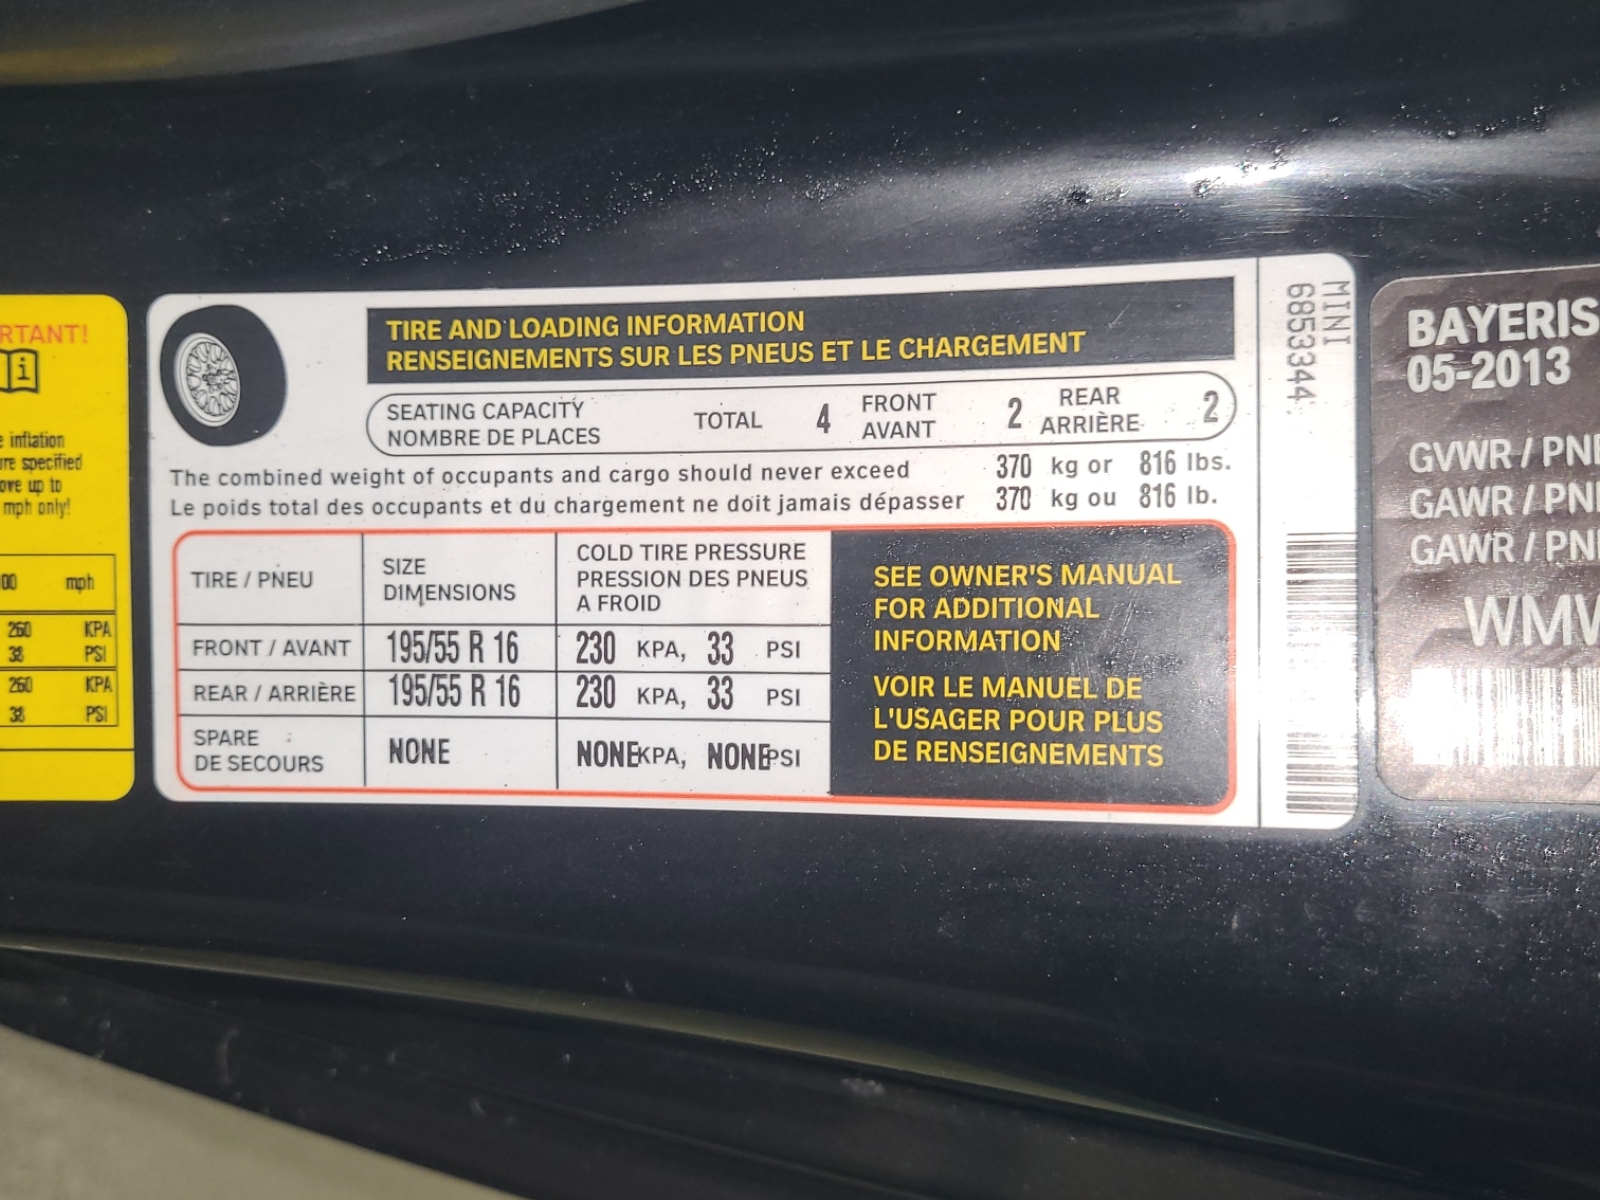 RTANT!
i
inflation
ure specified
ove up to
mph only!
00 mph
260 KPA
38 PSI
260 KPA
38 PSI
TIRE AND LOADING INFORMATION
RENSEIGNEMENTS SUR LES PNEUS ET LE CHARGEMENT
SEATING CAPACITY
NOMBRE DE PLACES
TOTAL 4
FRONT
AVANT
2
REAR
ARRIÈRE
2
The combined weight of occupants and cargo should never exceed 370 kg or 816 lbs.
Le poids total des occupants et du chargement ne doit jamais dépasser 370 kg ou 816 lb.
TIRE / PNEU
SIZE
DIMENSIONS
COLD TIRE PRESSURE
PRESSION DES PNEUS
A FROID
FRONT / AVANT 195/55 R 16 230 KPA, 33 PSI
REAR / ARRIÈRE 195/55 R 16 230 KPA, 33 PSI
SPARE
DE SECOURS
NONE NONE KPA, NONE PSI
SEE OWNER'S MANUAL
FOR ADDITIONAL
INFORMATION
VOIR LE MANUEL DE
L'USAGER POUR PLUS
DE RENSEIGNEMENTS
MINI
6853344
BAYERIS
05-2013
GVWR / PN
GAWR / PN
GAWR / PN
WMW